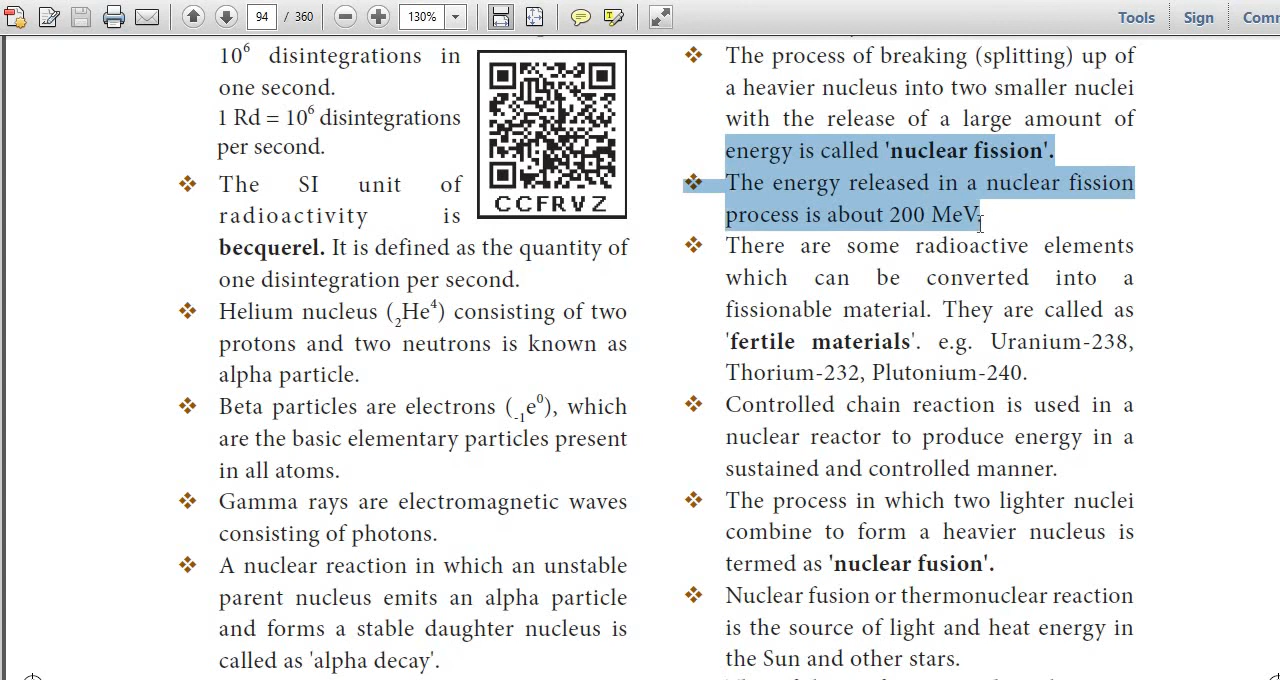 94 / 360
130%
Tools
Sign
Comm
10⁶ disintegrations in
one second.
1 Rd = 10⁶ disintegrations
per second.
CCFRVZ
❖ The SI unit of
radioactivity is
becquerel. It is defined as the quantity of
one disintegration per second.
❖ Helium nucleus (₂He⁴) consisting of two
protons and two neutrons is known as
alpha particle.
❖ Beta particles are electrons (₋₁e⁰), which
are the basic elementary particles present
in all atoms.
❖ Gamma rays are electromagnetic waves
consisting of photons.
❖ A nuclear reaction in which an unstable
parent nucleus emits an alpha particle
and forms a stable daughter nucleus is
called as 'alpha decay'.
❖ The process of breaking (splitting) up of
a heavier nucleus into two smaller nuclei
with the release of a large amount of
energy is called 'nuclear fission'.
❖ The energy released in a nuclear fission
process is about 200 MeV.
❖ There are some radioactive elements
which can be converted into a
fissionable material. They are called as
'fertile materials'. e.g. Uranium-238,
Thorium-232, Plutonium-240.
❖ Controlled chain reaction is used in a
nuclear reactor to produce energy in a
sustained and controlled manner.
❖ The process in which two lighter nuclei
combine to form a heavier nucleus is
termed as 'nuclear fusion'.
❖ Nuclear fusion or thermonuclear reaction
is the source of light and heat energy in
the Sun and other stars.